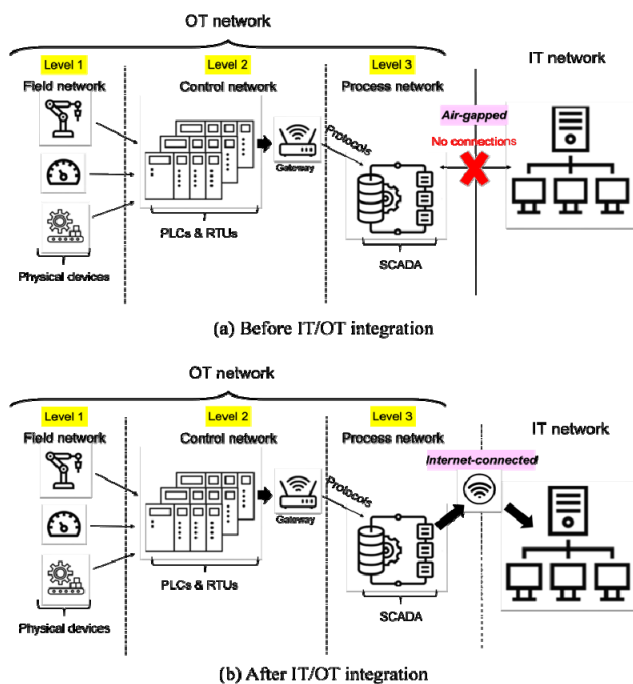 OT network
Level 1
Level 2
Level 3
IT network
Field network
Control network
Process network
Air-gapped
No connections
Protocols
Gateway
PLCs & RTUs
SCADA
Physical devices
(a) Before IT/OT integration
OT network
Level 1
Level 2
Level 3
IT network
Field network
Control network
Process network
Internet-connected
Protocols
Gateway
PLCs & RTUs
SCADA
Physical devices
(b) After IT/OT integration